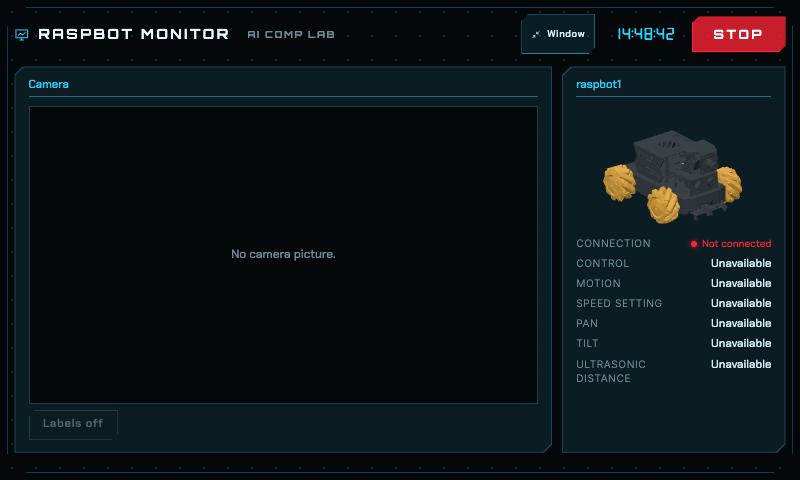 RASPBOT MONITOR
AI COMP LAB
Window
14:48:42
STOP
Camera
No camera picture.
Labels off
raspbot1
CONNECTION Not connected
CONTROL Unavailable
MOTION Unavailable
SPEED SETTING Unavailable
PAN Unavailable
TILT Unavailable
ULTRASONIC Unavailable
DISTANCE